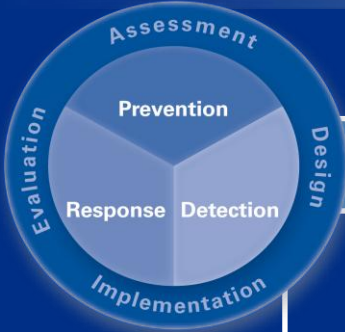 Assessment
Prevention
Evaluation
Design
Response Detection
Implementation